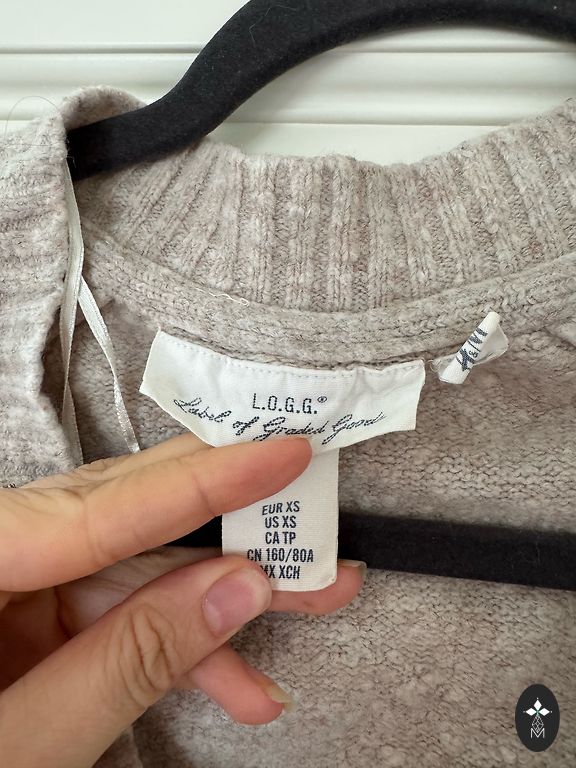 L.O.G.G.®
Label of Graded Goods
EUR XS
US XS
CA TP
CN 160/80A
MX XCH
M